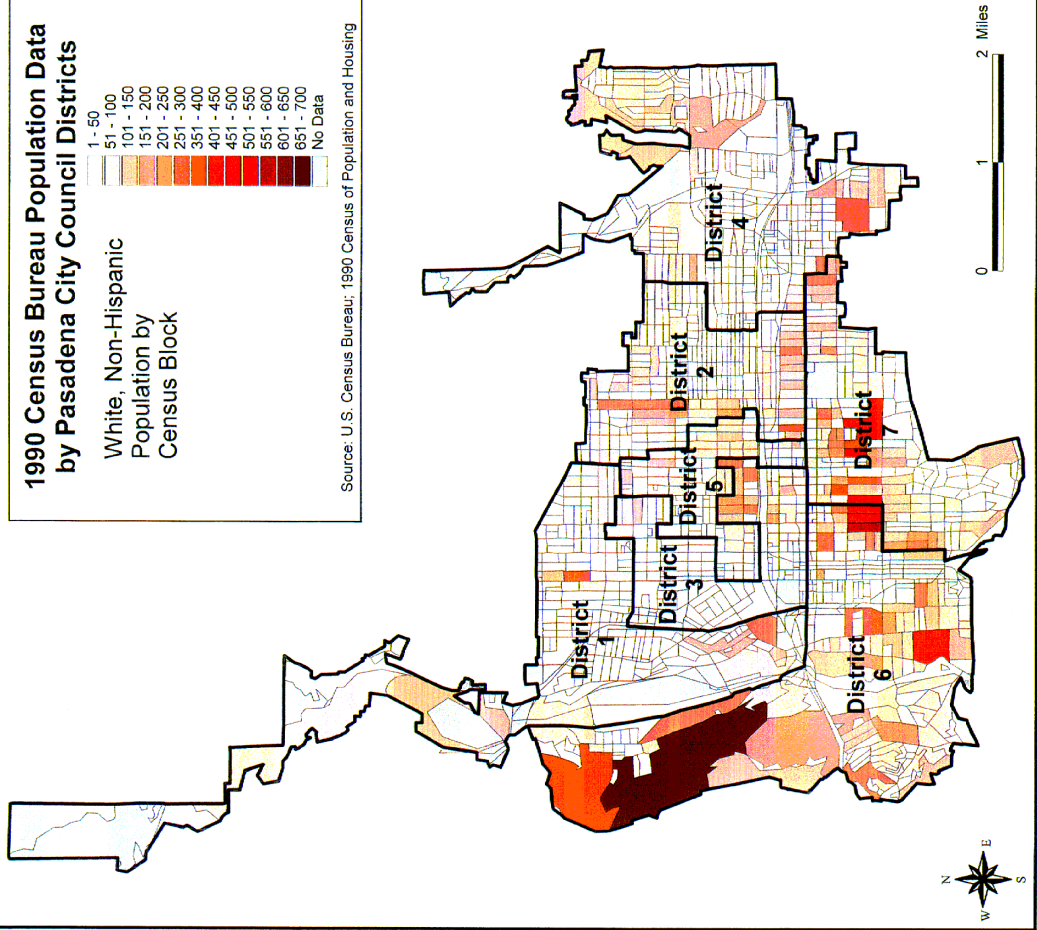 1990 Census Bureau Population Data
by Pasadena City Council Districts
White, Non-Hispanic
Population by
Census Block
1 - 50
51 - 100
101 - 150
151 - 200
201 - 250
251 - 300
351 - 400
401 - 450
451 - 500
501 - 550
551 - 600
601 - 650
651 - 700
No Data
Source: U.S. Census Bureau; 1990 Census of Population and Housing
District
1
District
2
District
3
District
4
District
5
District
6
District
7
N
W
E
S
0
1
2 Miles